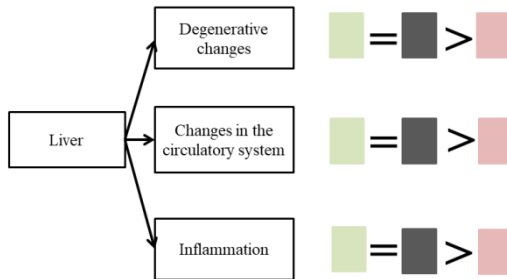 Degenerative
changes
= >
Liver
Changes in the
circulatory system
= >
Inflammation
= >